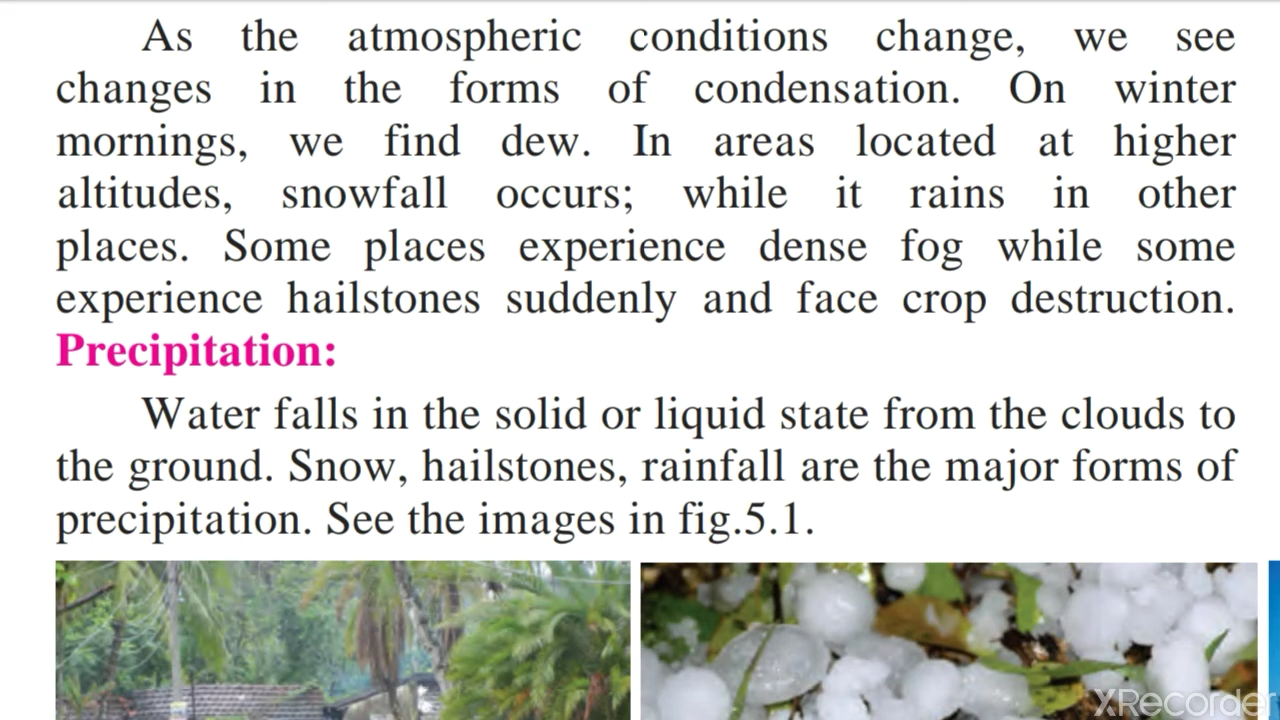 As the atmospheric conditions change, we see
changes in the forms of condensation. On winter
mornings, we find dew. In areas located at higher
altitudes, snowfall occurs; while it rains in other
places. Some places experience dense fog while some
experience hailstones suddenly and face crop destruction.
Precipitation:
Water falls in the solid or liquid state from the clouds to
the ground. Snow, hailstones, rainfall are the major forms of
precipitation. See the images in fig.5.1.
XRecorder